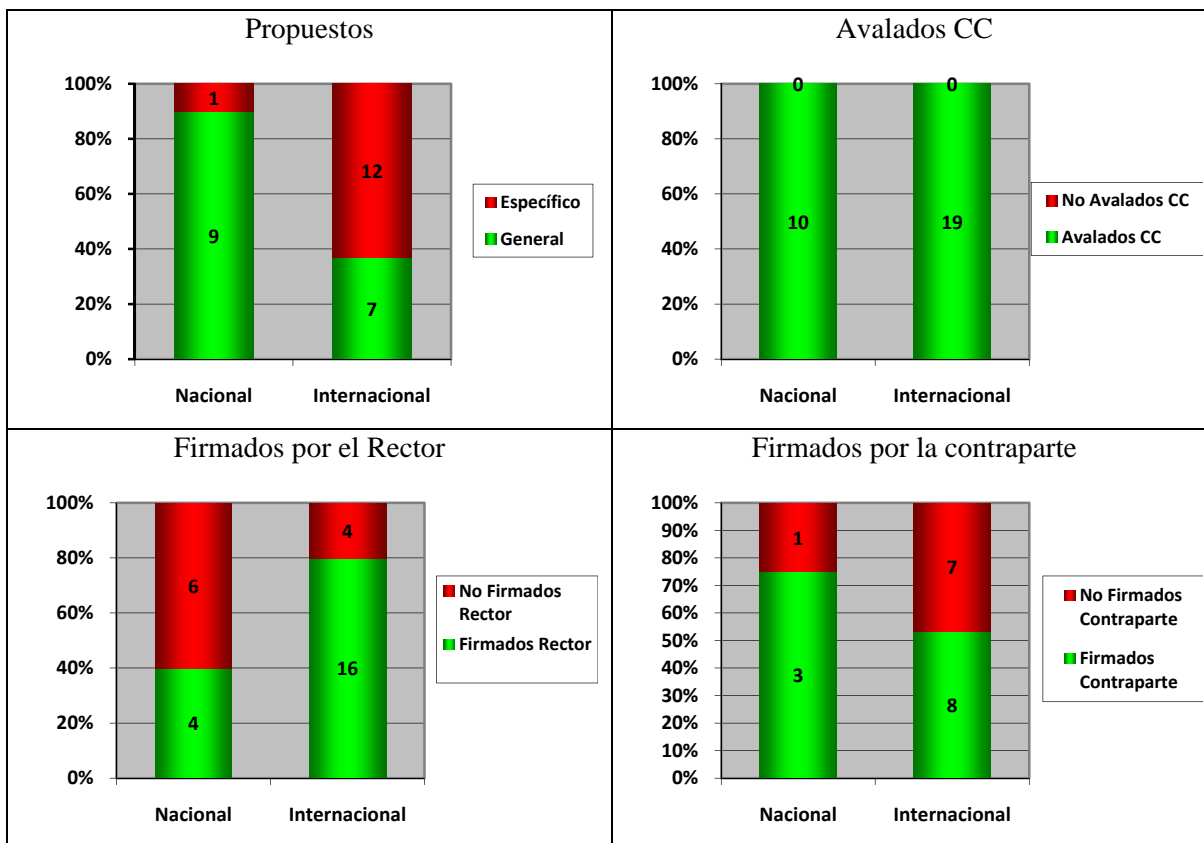 Propuestos
100%
80%
60%
40%
20%
0%
1
9
12
7
Nacional
Internacional
Específico
General
Avalados CC
100%
80%
60%
40%
20%
0%
0
10
0
19
Nacional
Internacional
No Avalados CC
Avalados CC
Firmados por el Rector
100%
80%
60%
40%
20%
0%
6
4
4
16
Nacional
Internacional
No Firmados
Rector
Firmados Rector
Firmados por la contraparte
100%
90%
80%
70%
60%
50%
40%
30%
20%
10%
0%
1
3
7
8
Nacional
Internacional
No Firmados
Contraparte
Firmados
Contraparte